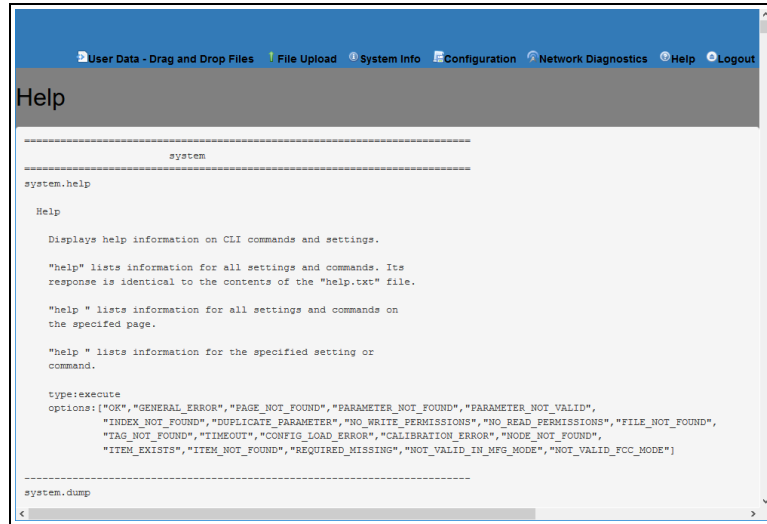 User Data - Drag and Drop Files File Upload System Info Configuration Network Diagnostics Help Logout
Help
==========================================================================
system
==========================================================================
system.help
Help
Displays help information on CLI commands and settings.
"help" lists information for all settings and commands. Its
response is identical to the contents of the "help.txt" file.
"help " lists information for all settings and commands on
the specifed page.
"help " lists information for the specified setting or
command.
type:execute
options:["OK","GENERAL_ERROR","PAGE_NOT_FOUND","PARAMETER_NOT_FOUND","PARAMETER_NOT_VALID",
"INDEX_NOT_FOUND","DUPLICATE_PARAMETER","NO_WRITE_PERMISSIONS","NO_READ_PERMISSIONS","FILE_NOT_FOUND",
"TAG_NOT_FOUND","TIMEOUT","CONFIG_LOAD_ERROR","CALIBRATION_ERROR","NODE_NOT_FOUND",
"ITEM_EXISTS","ITEM_NOT_FOUND","REQUIRED_MISSING","NOT_VALID_IN_MFG_MODE","NOT_VALID_FCC_MODE"]
--------------------------------------------------------------------------
system.dump